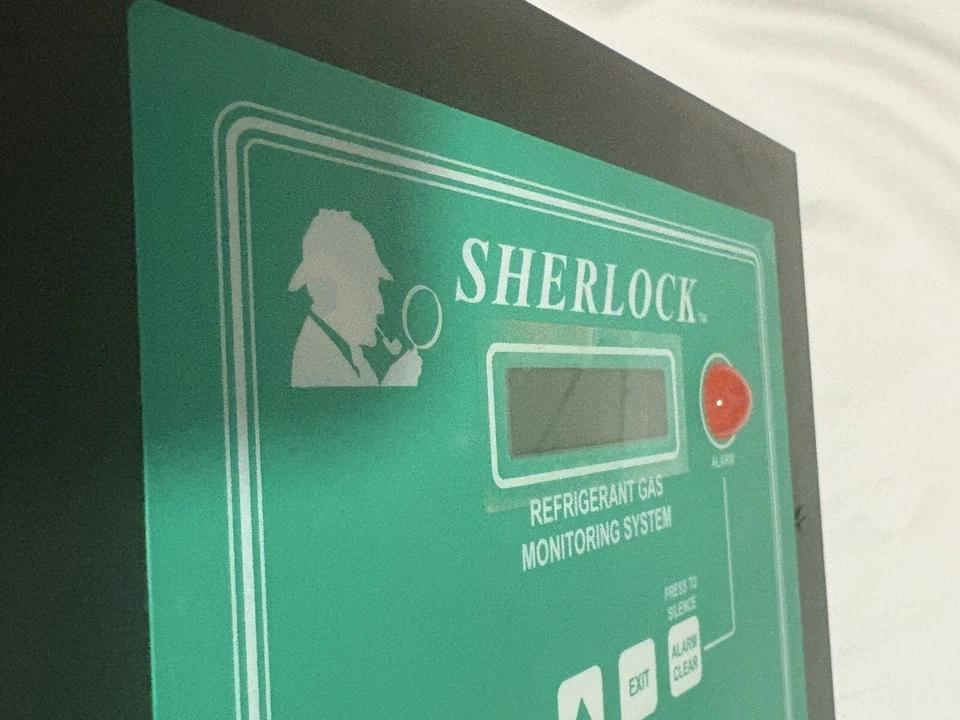 SHERLOCK™
REFRIGERANT GAS
MONITORING SYSTEM
ALARM
PRESS TO
SILENCE
EXIT
ALARM
CLEAR